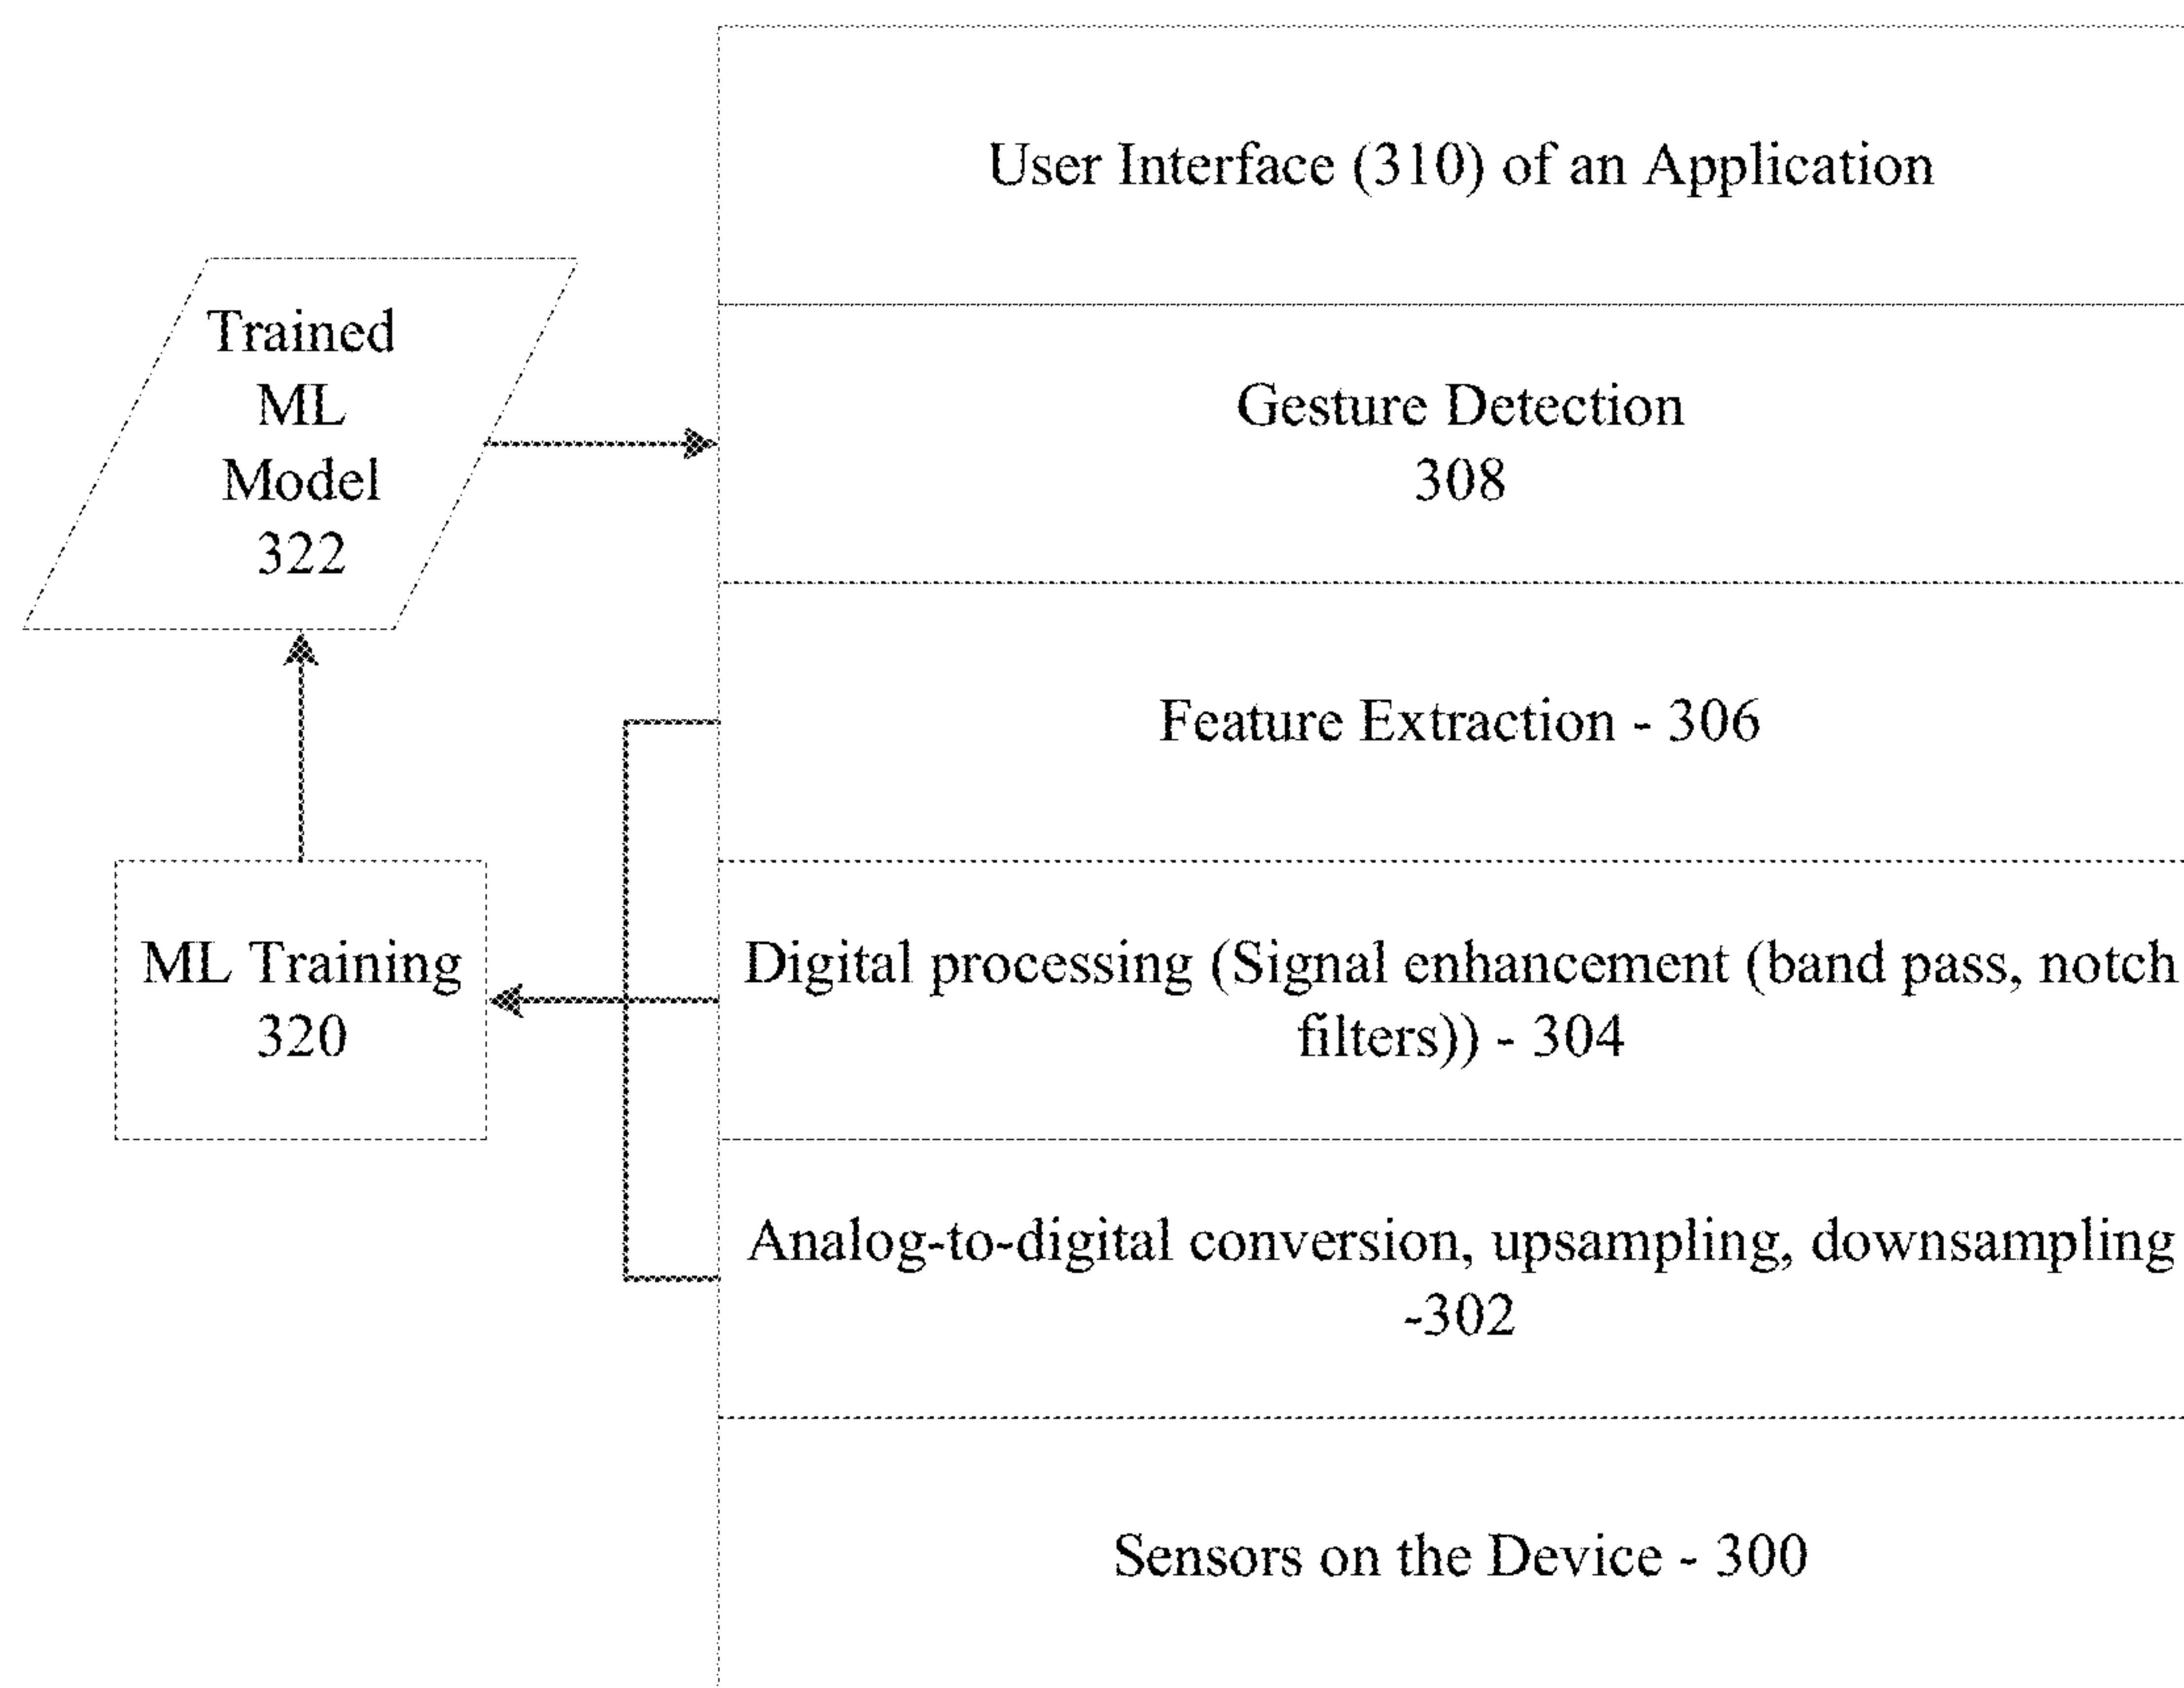 User Interface (310) of an Application
Trained
ML
Model
322
Gesture Detection
308
Feature Extraction - 306
ML Training
320
Digital processing (Signal enhancement (band pass, notch
filters)) - 304
Analog-to-digital conversion, upsampling, downsampling
-302
Sensors on the Device - 300